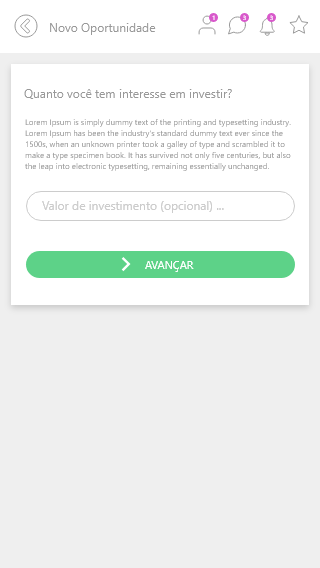 Novo Oportunidade
1
3
3
Quanto você tem interesse em investir?
Lorem Ipsum is simply dummy text of the printing and typesetting industry.
Lorem Ipsum has been the industry's standard dummy text ever since the
1500s, when an unknown printer took a galley of type and scrambled it to
make a type specimen book. It has survived not only five centuries, but also
the leap into electronic typesetting, remaining essentially unchanged.
Valor de investimento (opcional) ...
AVANÇAR